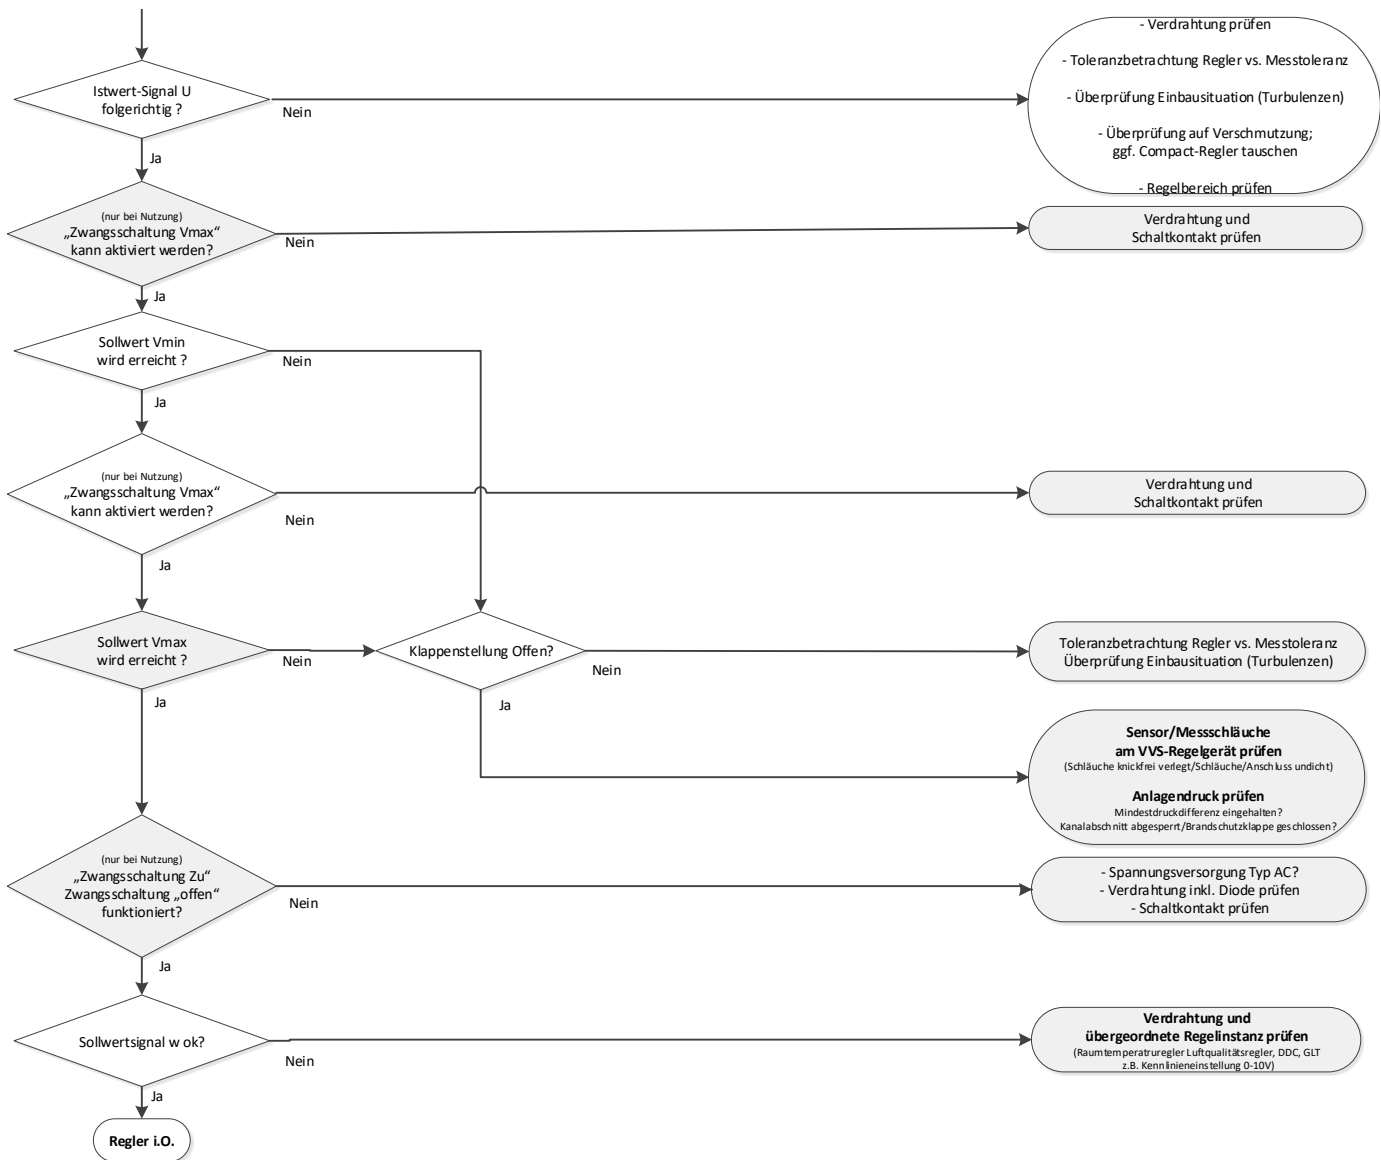 Istwert-Signal U
folgerichtig ?
Nein
Ja
- Verdrahtung prüfen
- Toleranzbetrachtung Regler vs. Messtoleranz
- Überprüfung Einbausituation (Turbulenzen)
- Überprüfung auf Verschmutzung;
ggf. Compact-Regler tauschen
- Regelbereich prüfen
(nur bei Nutzung)
„Zwangsschaltung Vmax“
kann aktiviert werden?
Nein
Ja
Verdrahtung und
Schaltkontakt prüfen
Sollwert Vmin
wird erreicht ?
Nein
Ja
(nur bei Nutzung)
„Zwangsschaltung Vmax“
kann aktiviert werden?
Nein
Ja
Verdrahtung und
Schaltkontakt prüfen
Sollwert Vmax
wird erreicht ?
Nein
Ja
Klappenstellung Offen?
Nein
Ja
Toleranzbetrachtung Regler vs. Messtoleranz
Überprüfung Einbausituation (Turbulenzen)
Sensor/Messschläuche
am VVS-Regelgerät prüfen
(Schläuche knickfrei verlegt/Schläuche/Anschluss undicht)
Anlagendruck prüfen
Mindestdruckdifferenz eingehalten?
Kanalabschnitt abgesperrt/Brandschutzklappe geschlossen?
(nur bei Nutzung)
„Zwangsschaltung Zu“
Zwangsschaltung „offen“
funktioniert?
Nein
Ja
- Spannungsversorgung Typ AC?
- Verdrahtung inkl. Diode prüfen
- Schaltkontakt prüfen
Sollwertsignal w ok?
Nein
Ja
Verdrahtung und
übergeordnete Regelinstanz prüfen
(Raumtemperatruregler Luftqualitätsregler, DDC, GLT
z.B. Kennlinieneinstellung 0-10V)
Regler i.O.